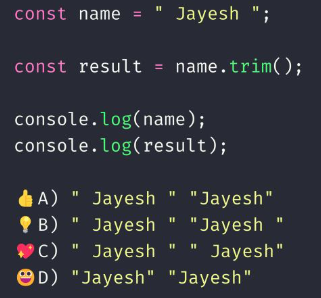 const name = " Jayesh ";
const result = name.trim();
console.log(name);
console.log(result);
👍A) " Jayesh " "Jayesh"
💡B) " Jayesh " "Jayesh "
💖C) " Jayesh " " Jayesh"
😀D) "Jayesh" "Jayesh"